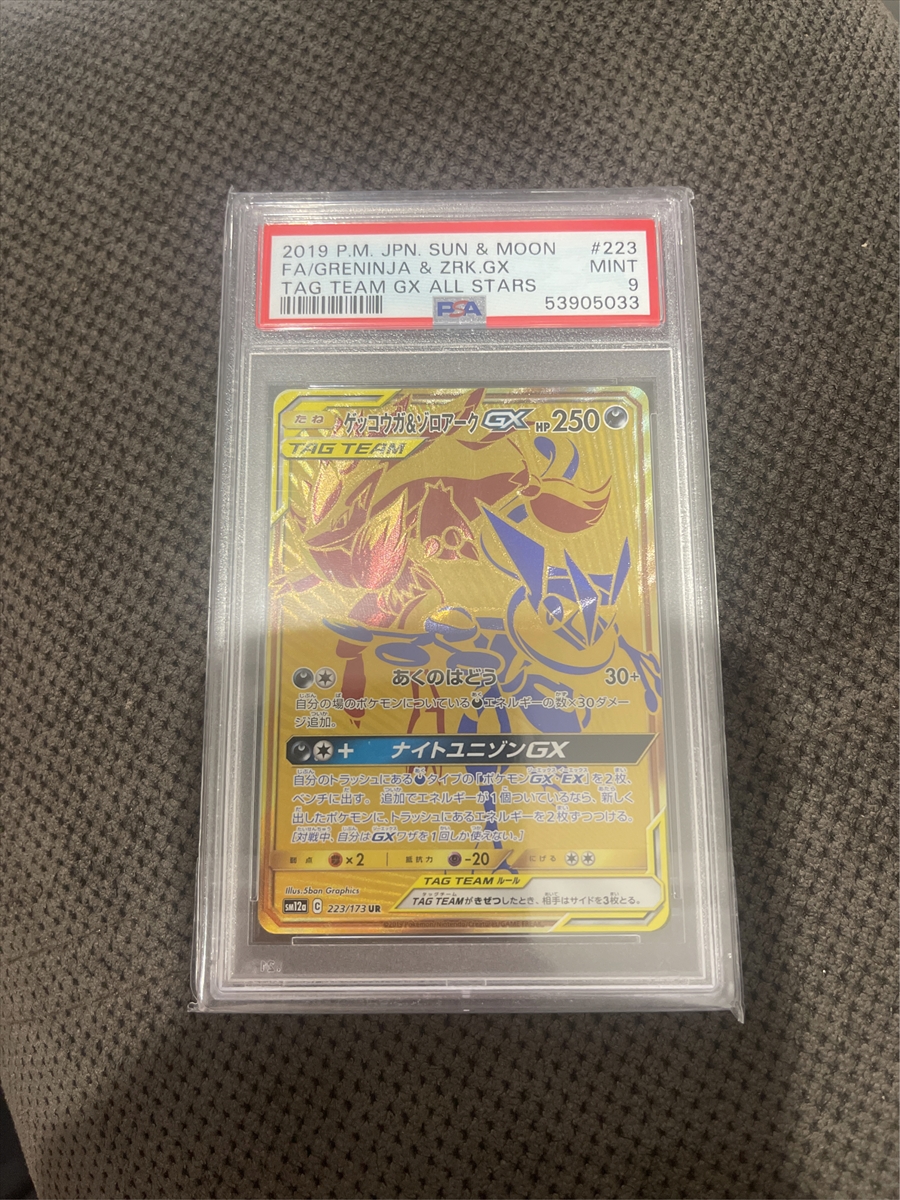 2019 P.M. JPN. SUN & MOON #223
FA/GRENINJA & ZRK.GX MINT
TAG TEAM GX ALL STARS 9
PSA 53905033
たね ゲッコウガ&ゾロアークGX HP250
TAG TEAM
あくのはどう 30+
自分の場のポケモンについているエネルギーの数×30ダメー
ジ追加。
+ ナイトユニゾンGX
自分のトラッシュにあるタイプの「ポケモンGX・EX」を2枚、
ベンチに出す。追加でエネルギーが1個ついているなら、新しく
出したポケモンに、トラッシュにあるエネルギーを2枚ずつつける。
[対戦中、自分はGXワザを1回しか使えない。]
弱点 ×2 抵抗力 -20 にげる
TAG TEAM ルール
Illus.5ban Graphics
TAG TEAMがきぜつしたとき、相手はサイドを3枚とる。
sm12a C 223/173 UR